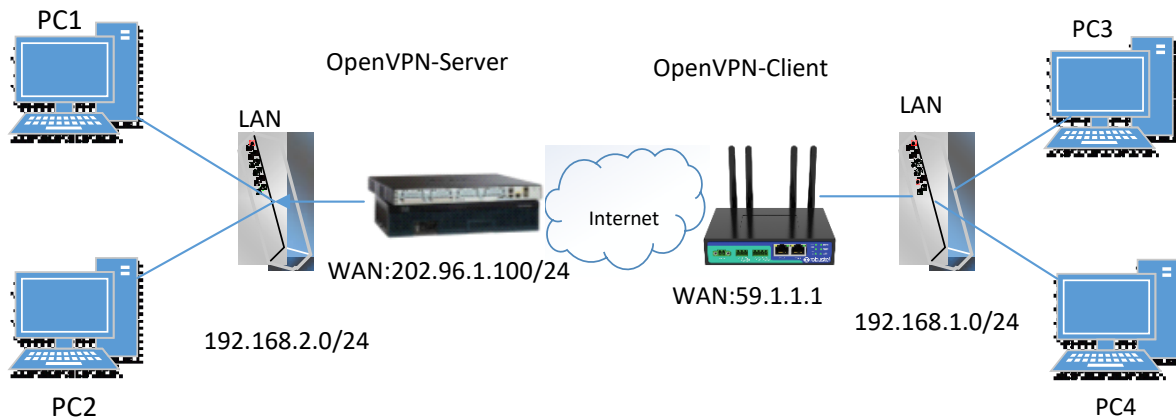 PC1
PC3
OpenVPN-Server
OpenVPN-Client
LAN
LAN
Internet
robustel
WAN:202.96.1.100/24
WAN:59.1.1.1
192.168.2.0/24
192.168.1.0/24
PC2
PC4